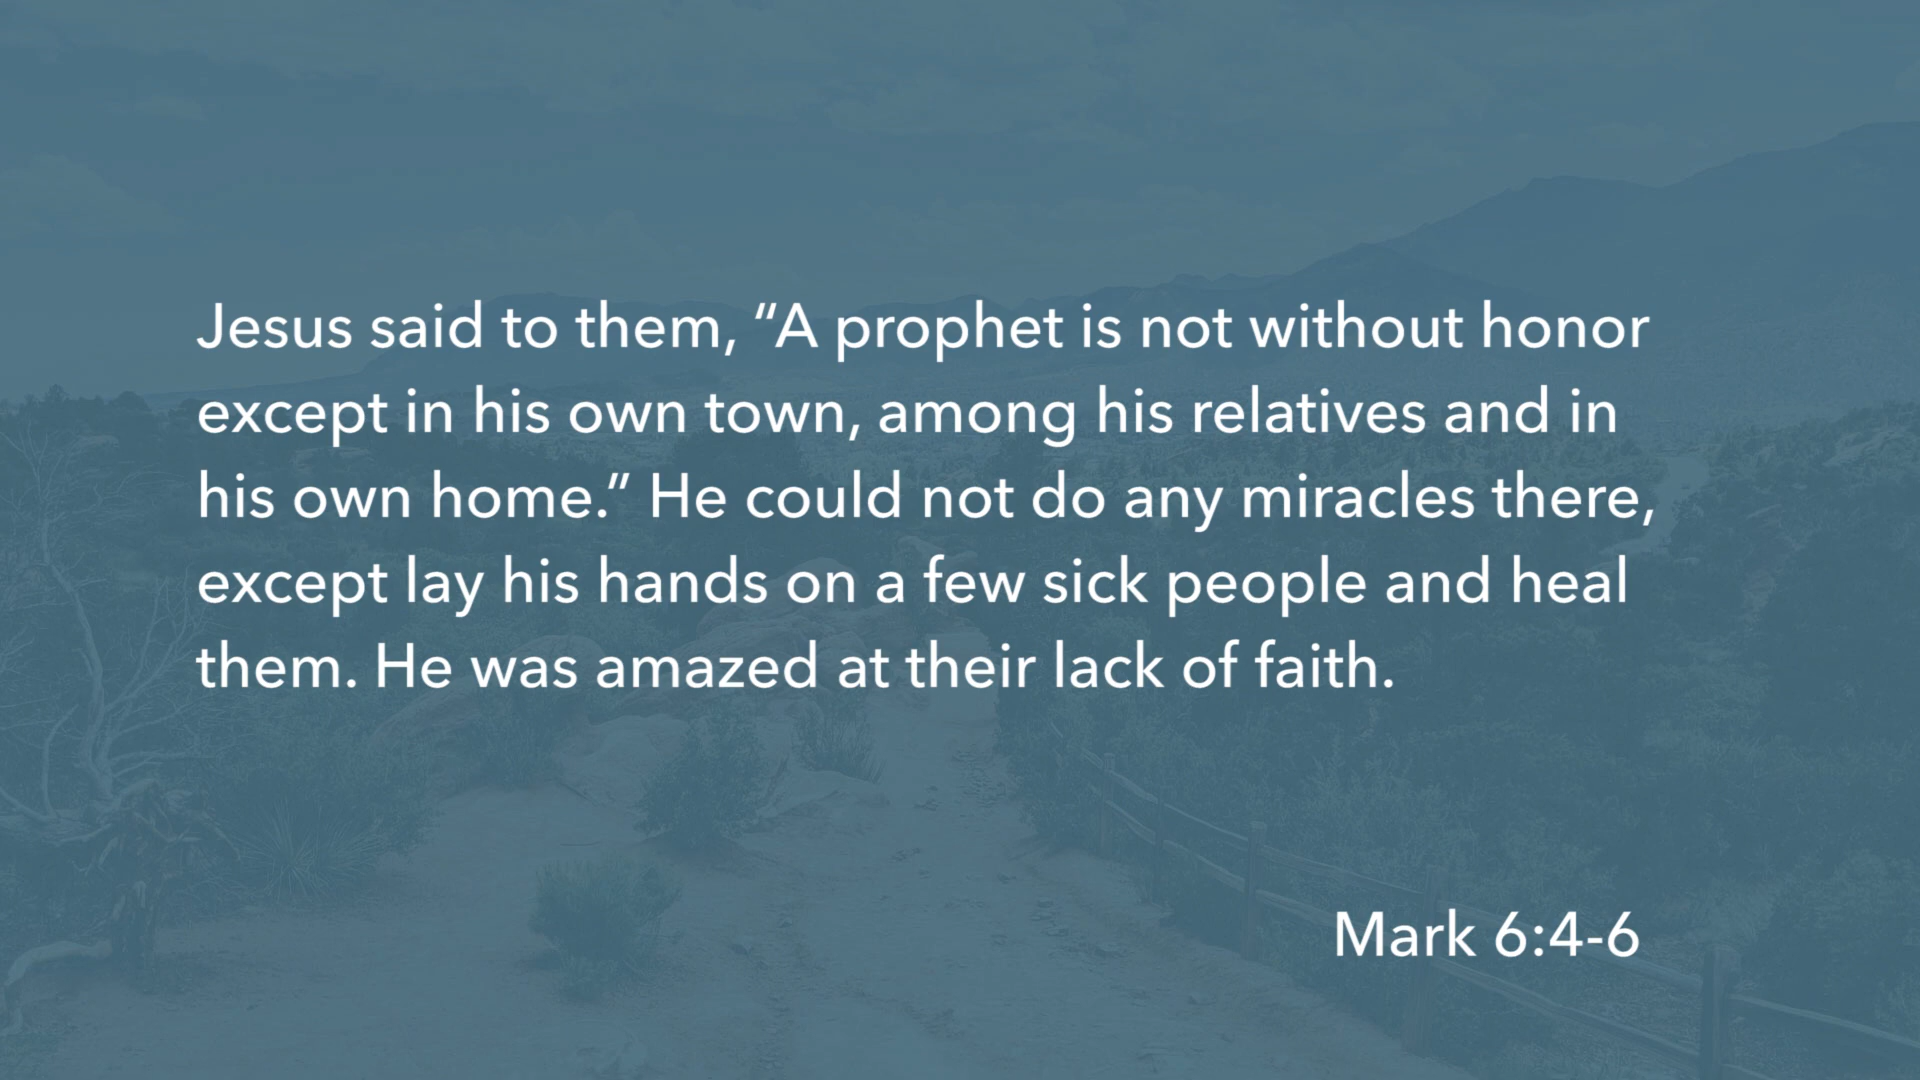 Jesus said to them, “A prophet is not without honor
except in his own town, among his relatives and in
his own home.” He could not do any miracles there,
except lay his hands on a few sick people and heal
them. He was amazed at their lack of faith.
Mark 6:4-6